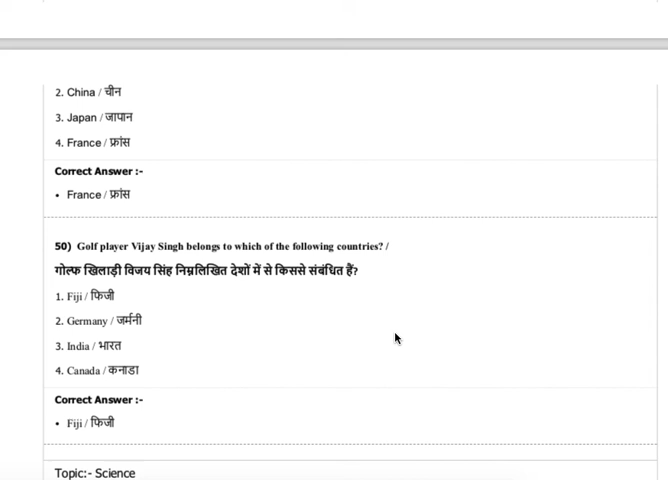 2. China / चीन
3. Japan / जापान
4. France / फ्रांस
Correct Answer :-
• France / फ्रांस
50) Golf player Vijay Singh belongs to which of the following countries? /
गोल्फ खिलाड़ी विजय सिंह निम्नलिखित देशों में से किससे संबंधित हैं?
1. Fiji / फिजी
2. Germany / जर्मनी
3. India / भारत
4. Canada / कनाडा
Correct Answer :-
• Fiji / फिजी
Topic:- Science